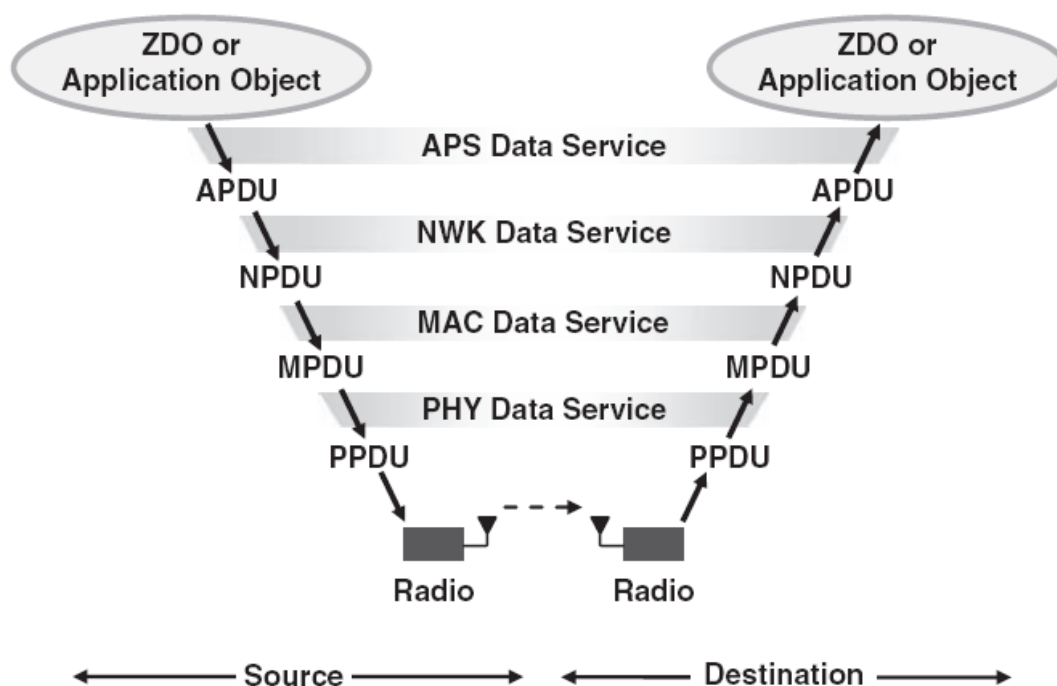 ZDO or
Application Object
ZDO or
Application Object
APS Data Service
APDU
APDU
NWK Data Service
NPDU
NPDU
MAC Data Service
MPDU
MPDU
PHY Data Service
PPDU
PPDU
Radio
Radio
Source
Destination